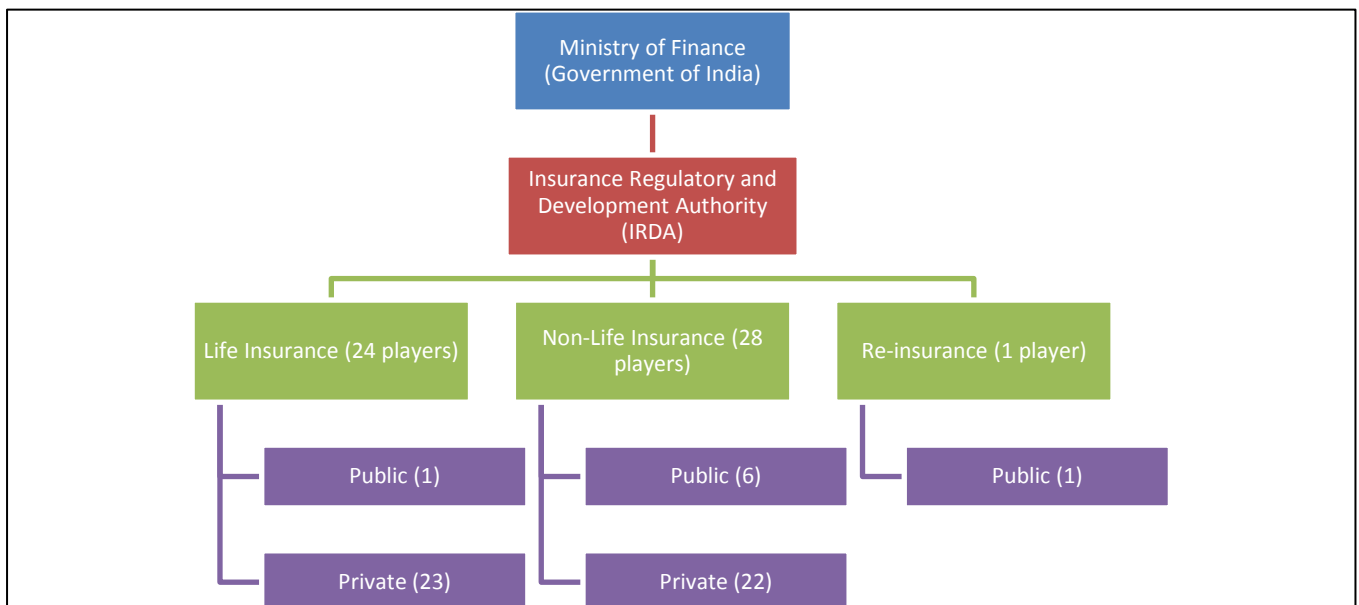 Ministry of Finance
(Government of India)
Insurance Regulatory and
Development Authority
(IRDA)
Life Insurance (24 players)
Non-Life Insurance (28
players)
Re-insurance (1 player)
Public (1)
Public (6)
Public (1)
Private (23)
Private (22)